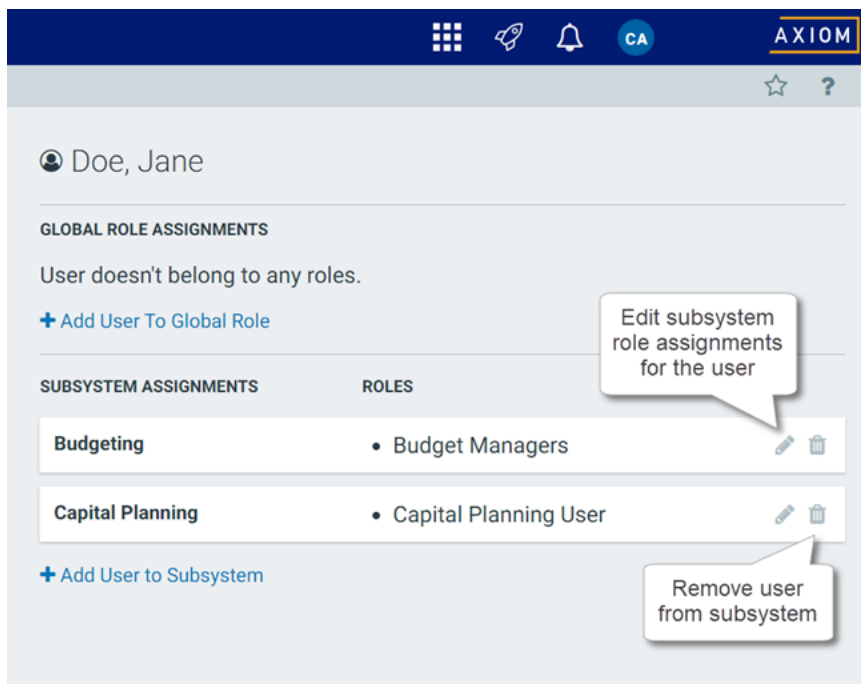 CA
AXIOM
?
Doe, Jane
GLOBAL ROLE ASSIGNMENTS
User doesn't belong to any roles.
+ Add User To Global Role
Edit subsystem
role assignments
for the user
SUBSYSTEM ASSIGNMENTS ROLES
Budgeting • Budget Managers
Capital Planning • Capital Planning User
+ Add User to Subsystem
Remove user
from subsystem